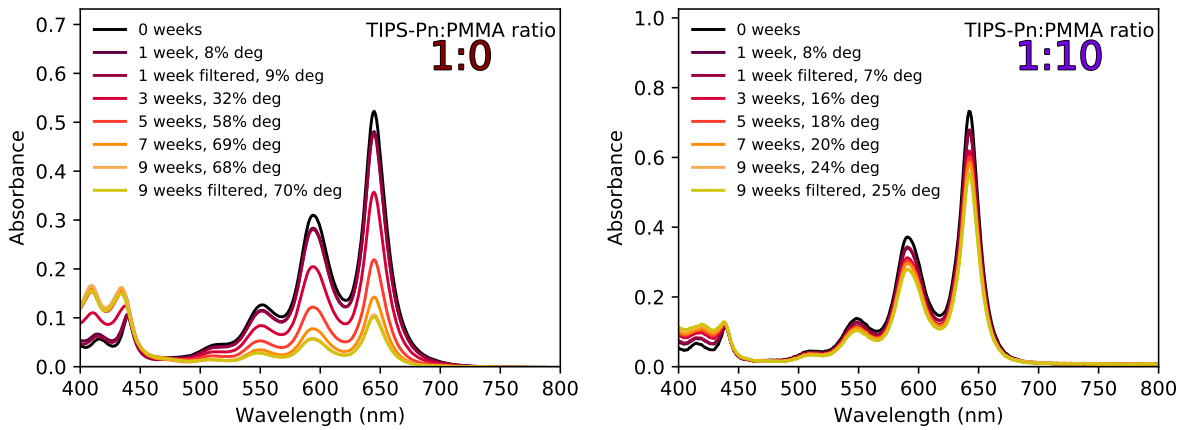 TIPS-Pn:PMMA ratio
1:0
0 weeks
1 week, 8% deg
1 week filtered, 9% deg
3 weeks, 32% deg
5 weeks, 58% deg
7 weeks, 69% deg
9 weeks, 68% deg
9 weeks filtered, 70% deg
Absorbance
0.7
0.6
0.5
0.4
0.3
0.2
0.1
0.0
400
450
500
550
600
650
700
750
800
Wavelength (nm)
TIPS-Pn:PMMA ratio
1:10
0 weeks
1 week, 8% deg
1 week filtered, 7% deg
3 weeks, 16% deg
5 weeks, 18% deg
7 weeks, 20% deg
9 weeks, 24% deg
9 weeks filtered, 25% deg
Absorbance
1.0
0.8
0.6
0.4
0.2
0.0
400
450
500
550
600
650
700
750
800
Wavelength (nm)